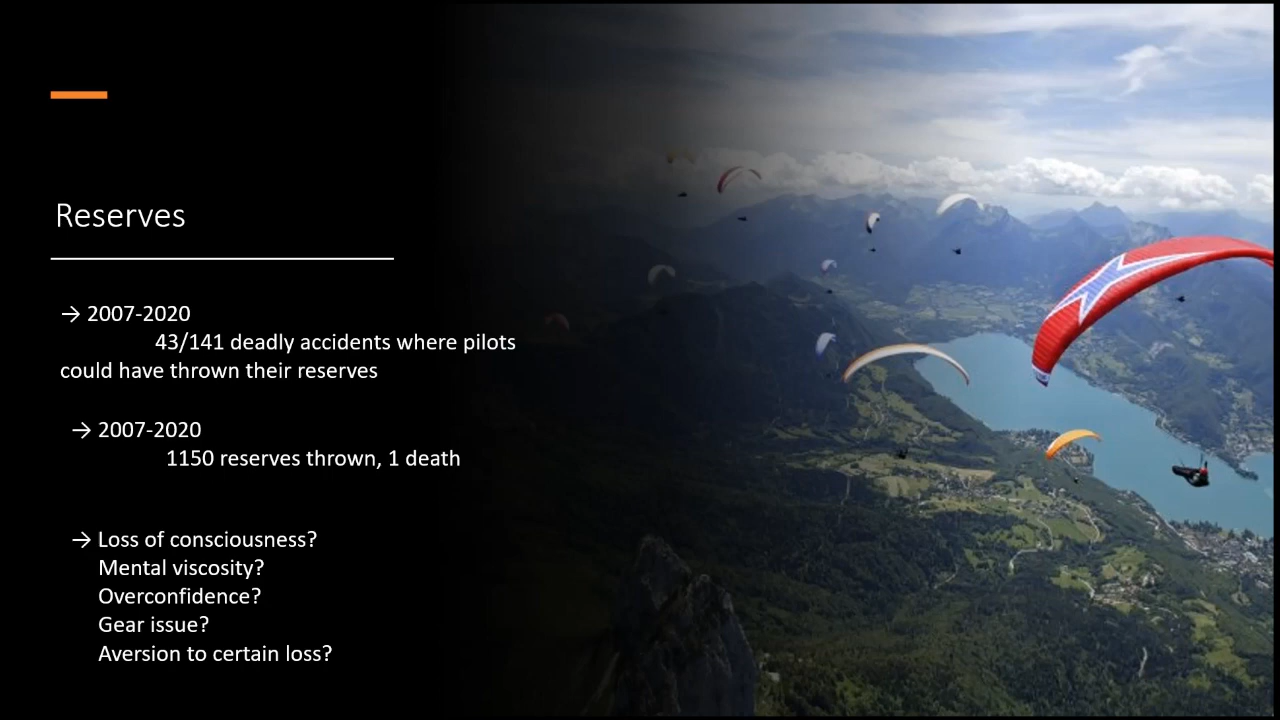 Reserves
→ 2007-2020
43/141 deadly accidents where pilots
could have thrown their reserves
→ 2007-2020
1150 reserves thrown, 1 death
→ Loss of consciousness?
Mental viscosity?
Overconfidence?
Gear issue?
Aversion to certain loss?